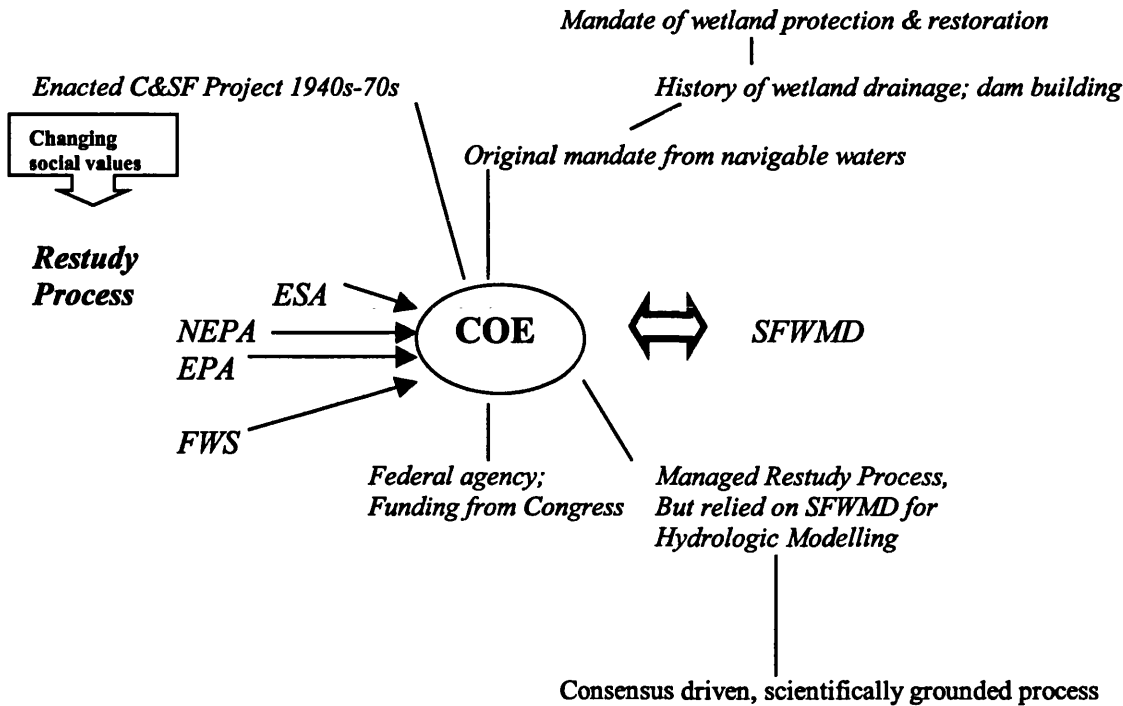 Mandate of wetland protection & restoration
Enacted C&SF Project 1940s-70s
History of wetland drainage; dam building
Changing
social values
Original mandate from navigable waters
Restudy
Process
ESA
NEPA
EPA
FWS
COE
SFWMD
Federal agency;
Funding from Congress
Managed Restudy Process,
But relied on SFWMD for
Hydrologic Modelling
Consensus driven, scientifically grounded process